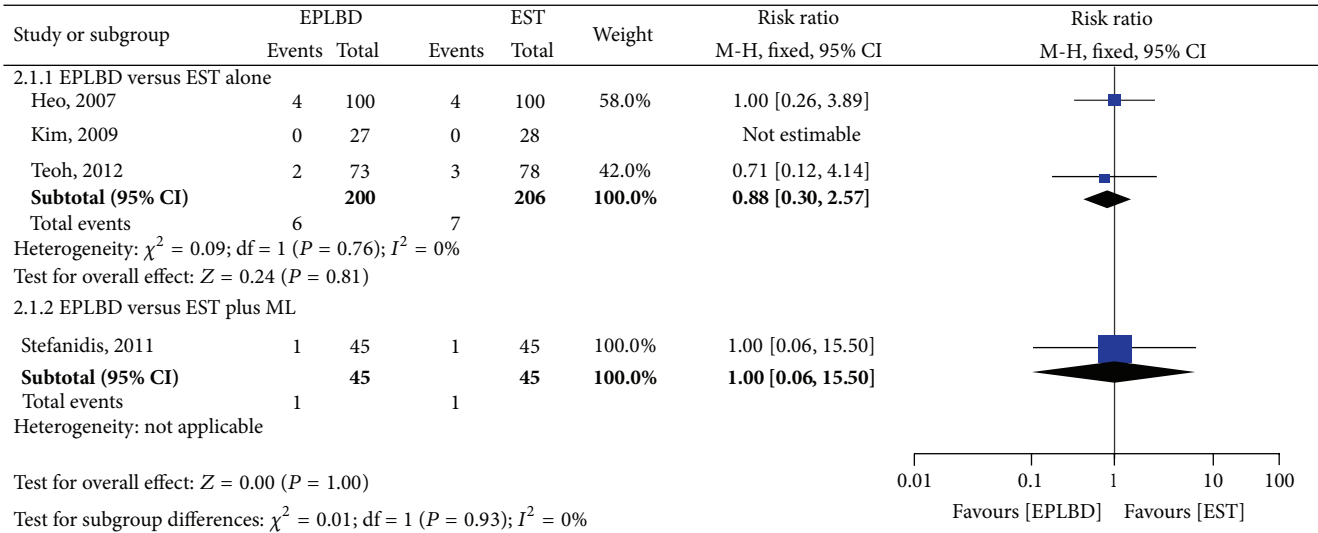 Study or subgroup EPLBD EST Weight Risk ratio Risk ratio
Events Total Events Total M-H, fixed, 95% CI M-H, fixed, 95% CI
2.1.1 EPLBD versus EST alone
Heo, 2007 4 100 4 100 58.0% 1.00 [0.26, 3.89]
Kim, 2009 0 27 0 28 Not estimable
Teoh, 2012 2 73 3 78 42.0% 0.71 [0.12, 4.14]
Subtotal (95% CI) 200 206 100.0% 0.88 [0.30, 2.57]
Total events 6 7
Heterogeneity: χ² = 0.09; df = 1 (P = 0.76); I² = 0%
Test for overall effect: Z = 0.24 (P = 0.81)
2.1.2 EPLBD versus EST plus ML
Stefanidis, 2011 1 45 1 45 100.0% 1.00 [0.06, 15.50]
Subtotal (95% CI) 45 45 100.0% 1.00 [0.06, 15.50]
Total events 1 1
Heterogeneity: not applicable
Test for overall effect: Z = 0.00 (P = 1.00)
Test for subgroup differences: χ² = 0.01; df = 1 (P = 0.93); I² = 0%
0.01 0.1 1 10 100
Favours [EPLBD] Favours [EST]